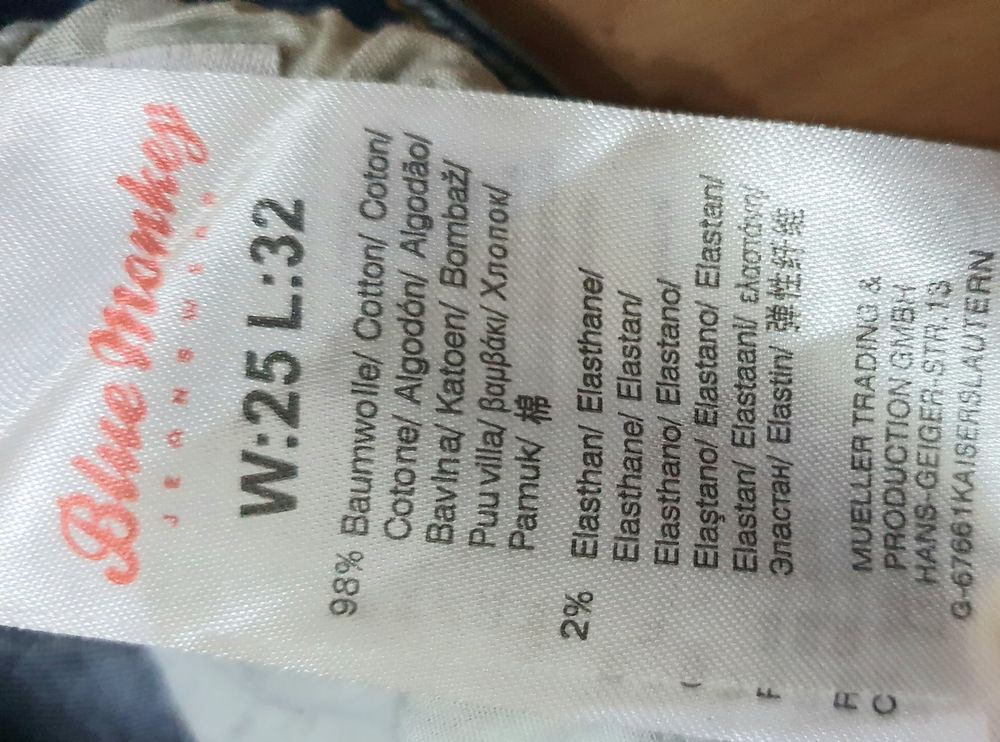 Blue Monkey
JEANSWEAR
W:25 L:32
98% Baumwolle/ Cotton/ Coton/
Cotone/ Algodón/ Algodão/
Bavlna/ Katoen/ Bombaž/
Puuvilla/ βαμβάκι/ Хлопок/
Pamuk/ 棉
2% Elasthan/ Elasthane/
Elasthane/ Elastan/
Elasthano/ Elastano/
Elaştano/ Elastano/ Elastan/
Elastan/ Elastaani/ ελαστάνη/
Эластан/ Elastin/ 弹性纤维
MUELLER TRADING &
PRODUCTION GMBH
HANS-GEIGER-STR.13
G-67661KAISERSLAUTERN
F
R
C